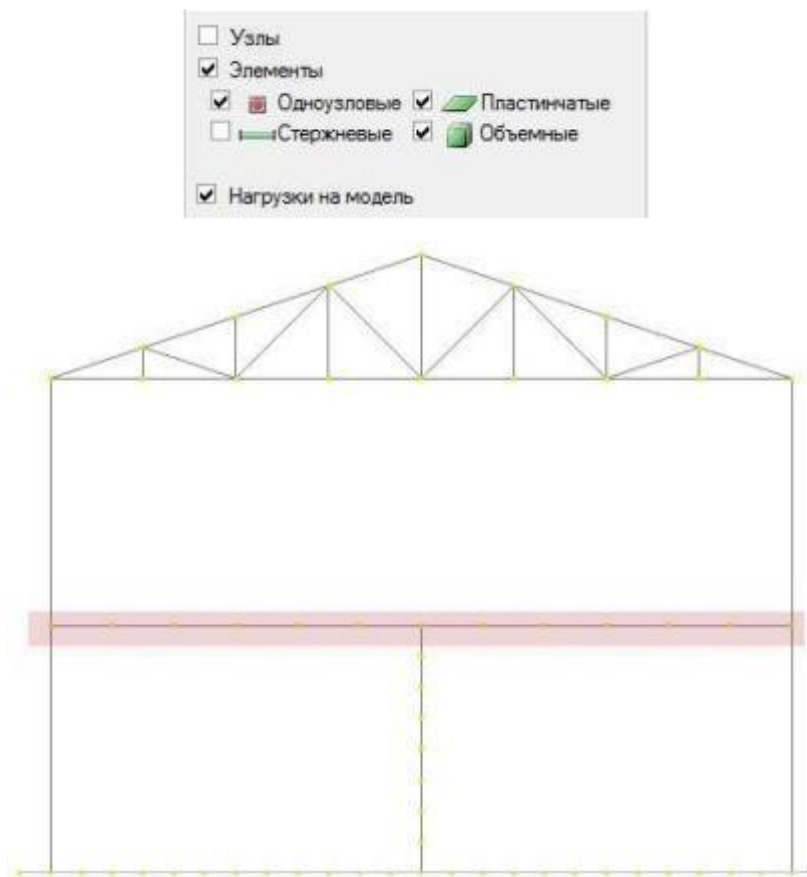 Узлы
Элементы
Одноузловые Пластинчатые
Стержневые Объемные
Нагрузки на модель